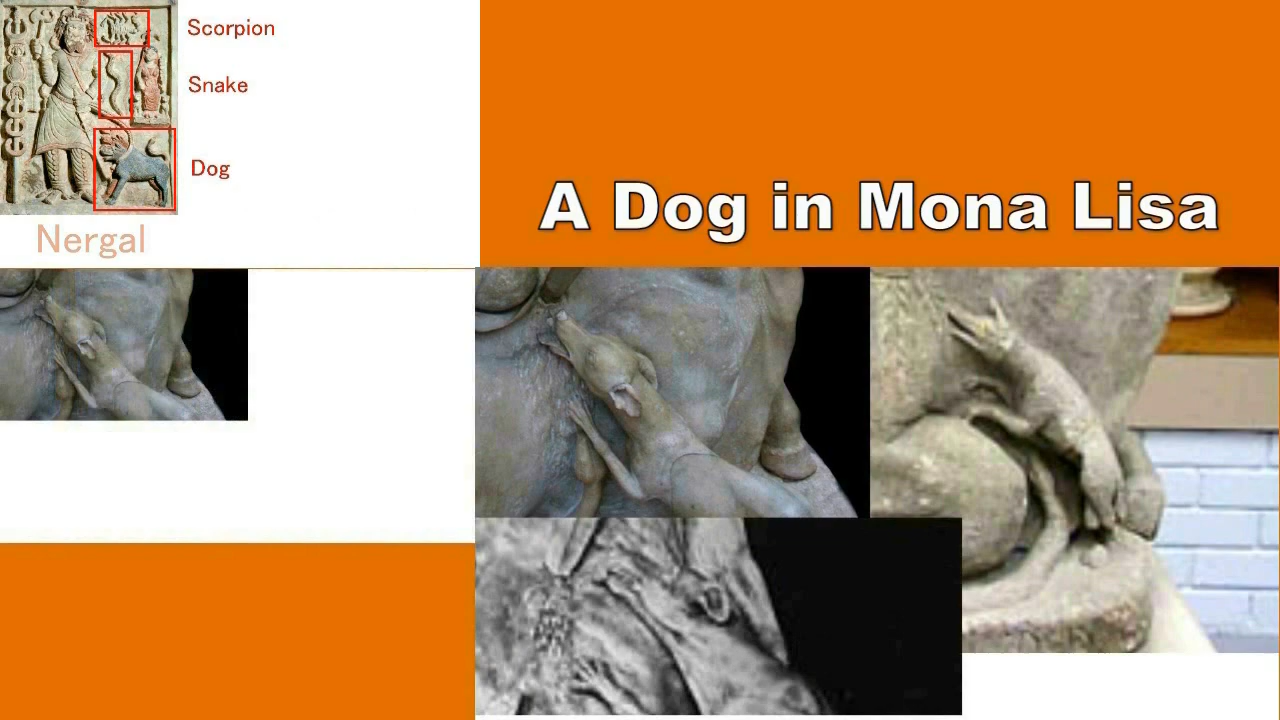 Scorpion
Snake
Dog
Nergal
A Dog in Mona Lisa